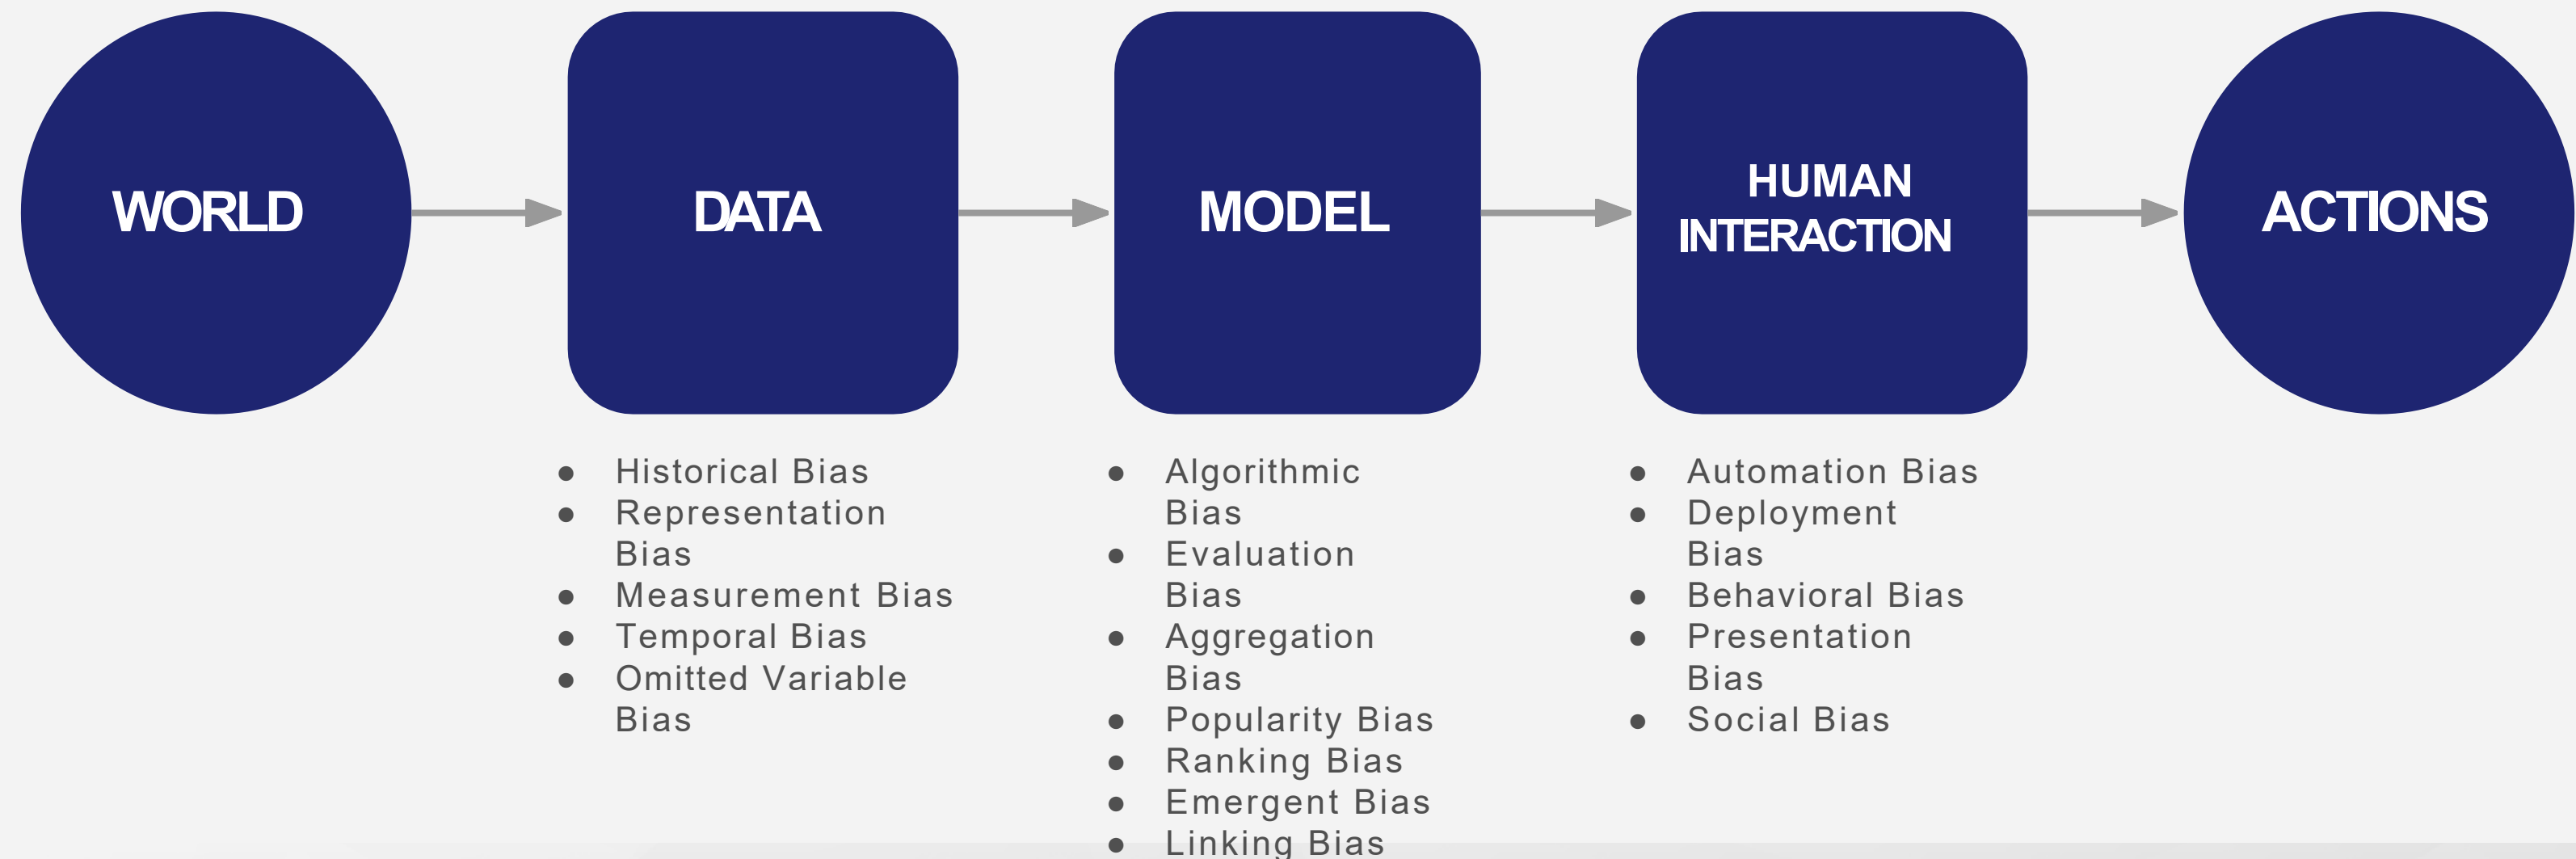 WORLD
DATA
MODEL
HUMAN
INTERACTION
ACTIONS
● Historical Bias
● Representation
Bias
● Measurement Bias
● Temporal Bias
● Omitted Variable
Bias
● Algorithmic
Bias
● Evaluation
Bias
● Aggregation
Bias
● Popularity Bias
● Ranking Bias
● Emergent Bias
● Linking Bias
● Automation Bias
● Deployment
Bias
● Behavioral Bias
● Presentation
Bias
● Social Bias